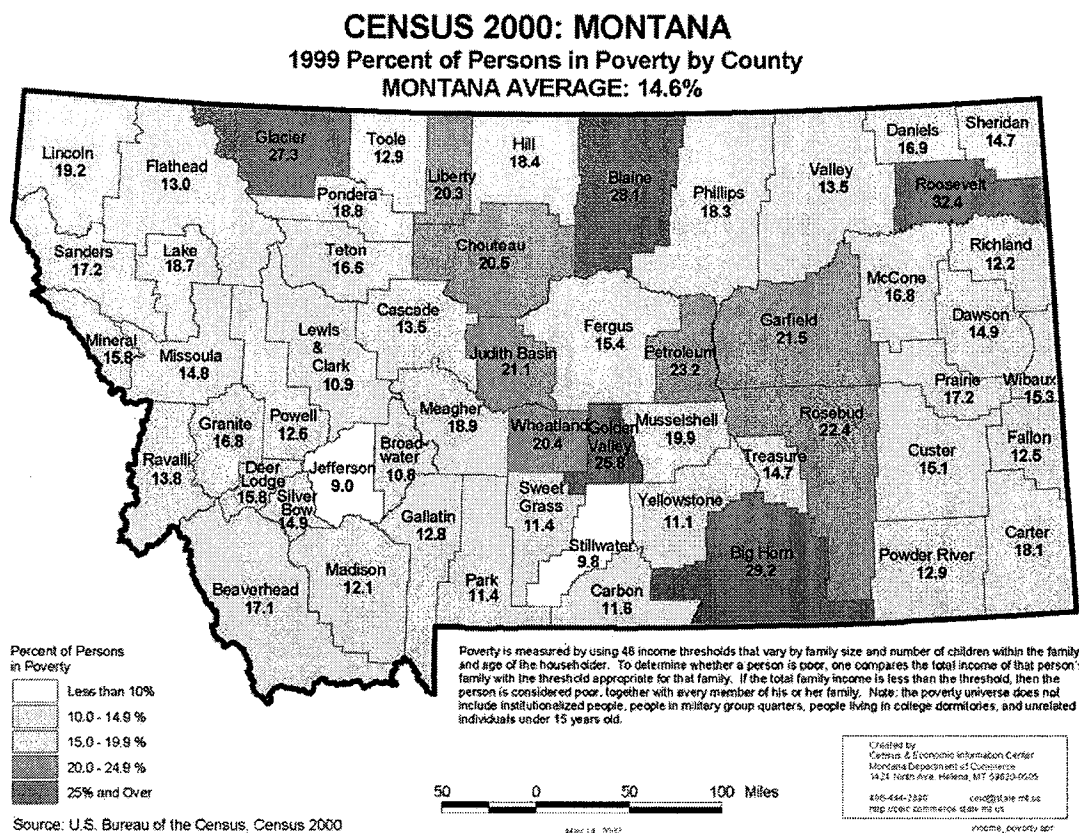 CENSUS 2000: MONTANA
1999 Percent of Persons in Poverty by County
MONTANA AVERAGE: 14.6%
Lincoln
19.2
Flathead
13.0
Glacier
27.3
Toole
12.9
Liberty
20.3
Hill
18.4
Blaine
28.1
Phillips
18.3
Valley
13.5
Daniels
16.9
Sheridan
14.7
Roosevelt
32.4
Pondera
18.8
Sanders
17.2
Lake
18.7
Teton
16.6
Chouteau
20.5
Richland
12.2
McCone
16.8
Cascade
13.5
Lewis
&
Clark
10.9
Fergus
15.4
Garfield
21.5
Dawson
14.9
Mineral
15.8
Missoula
14.8
Judith Basin
21.1
Petroleum
23.2
Prairie
17.2
Wibaux
15.3
Granite
16.8
Powell
12.6
Meagher
18.9
Wheatland
20.4
Golden
Valley
25.8
Musselshell
19.9
Rosebud
22.4
Treasure
14.7
Custer
15.1
Fallon
12.5
Ravalli
13.8
Deer
Lodge
15.8
Jefferson
9.0
Broad-
water
10.8
Silver
Bow
14.9
Gallatin
12.8
Sweet
Grass
11.4
Yellowstone
11.1
Stillwater
9.8
Big Horn
29.2
Powder River
12.9
Carter
18.1
Beaverhead
17.1
Madison
12.1
Park
11.4
Carbon
11.6
Percent of Persons
in Poverty
Less than 10%
10.0 - 14.9 %
15.0 - 19.9 %
20.0 - 24.9 %
25% and Over
Poverty is measured by using 48 income thresholds that vary by family size and number of children within the family
and age of the householder. To determine whether a person is poor, one compares the total income of that person's
family with the threshold appropriate for that family. If the total family income is less than the threshold, then the
person is considered poor, together with every member of his or her family. Note: the poverty universe does not
include institutionalized people, people in military group quarters, people living in college dormitories, and unrelated
individuals under 15 years old.
Created by
Census & Economic Information Center
Montana Department of Commerce
50 0 50 100 Miles
Source: U.S. Bureau of the Census, Census 2000
income_poverty.apr